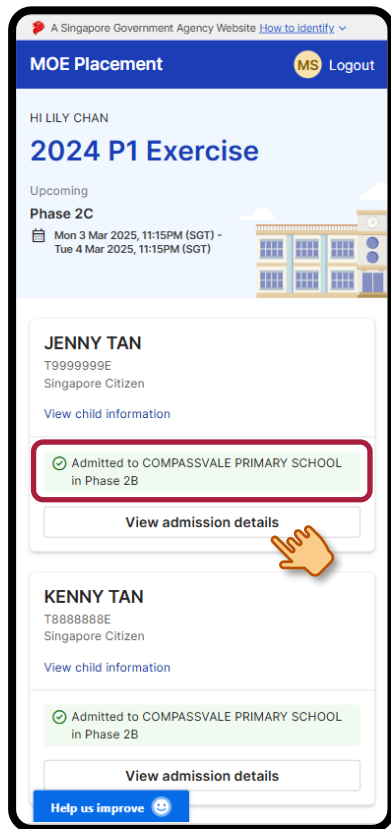 A Singapore Government Agency Website How to identify
MOE Placement
MS Logout
HI LILY CHAN
2024 P1 Exercise
Upcoming
Phase 2C
Mon 3 Mar 2025, 11:15PM (SGT) -
Tue 4 Mar 2025, 11:15PM (SGT)
JENNY TAN
T9999999E
Singapore Citizen
View child information
Admitted to COMPASSVALE PRIMARY SCHOOL
in Phase 2B
View admission details
KENNY TAN
T8888888E
Singapore Citizen
View child information
Admitted to COMPASSVALE PRIMARY SCHOOL
in Phase 2B
View admission details
Help us improve